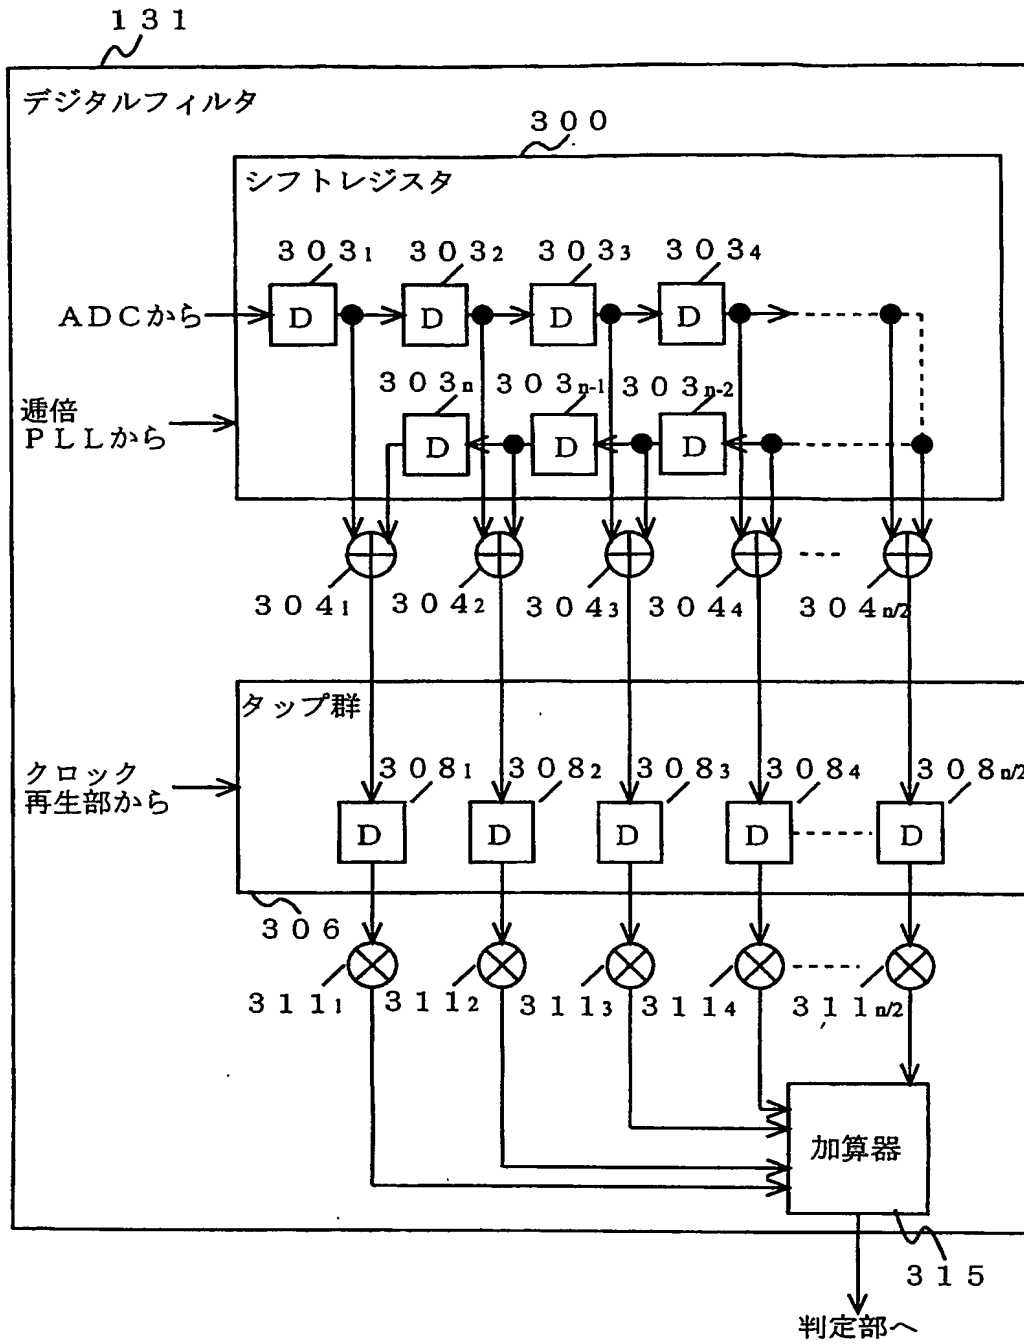 131
デジタルフィルタ
300
シフトレジスタ
303₁ 303₂ 303₃ 303₄
ADCから
D D D D
303n 303n-1 303n-2
逓倍
PLLから
D D D
304₁ 304₂ 304₃ 304₄ 304n/2
タップ群
クロック
再生部から
308₁ 308₂ 308₃ 308₄ 308n/2
D D D D D
306
311₁ 311₂ 311₃ 311₄ 311n/2
加算器
315
判定部へ